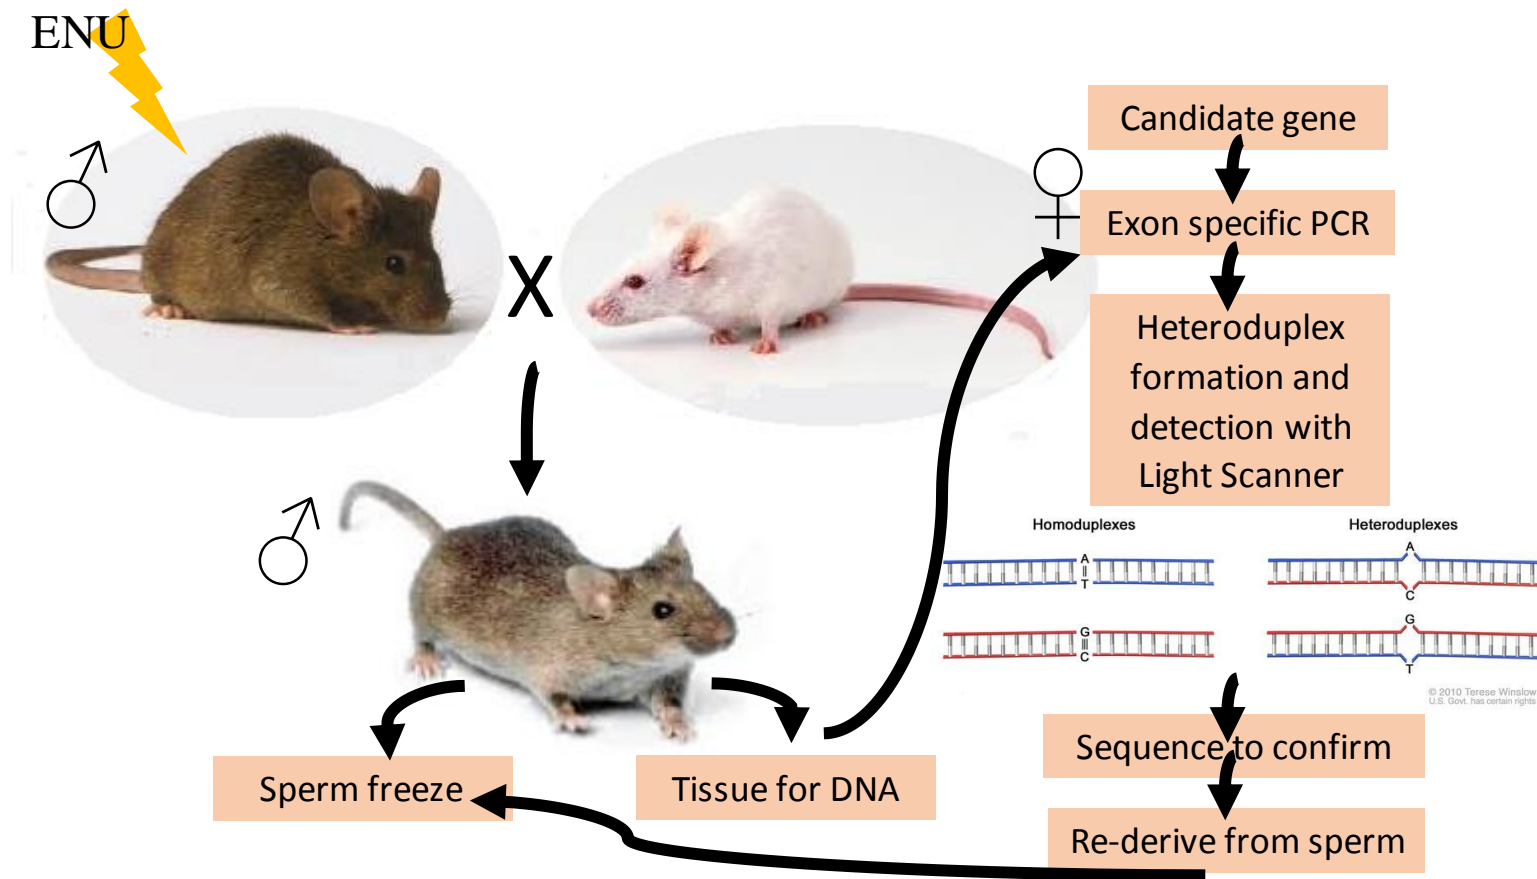 ENU
X
Candidate gene
Exon specific PCR
Heteroduplex
formation and
detection with
Light Scanner
Homoduplexes
Heteroduplexes
A
T
A
C
G
C
G
T
© 2010 Terese Winslow
U.S. Govt. has certain rights
Sequence to confirm
Sperm freeze
Tissue for DNA
Re-derive from sperm